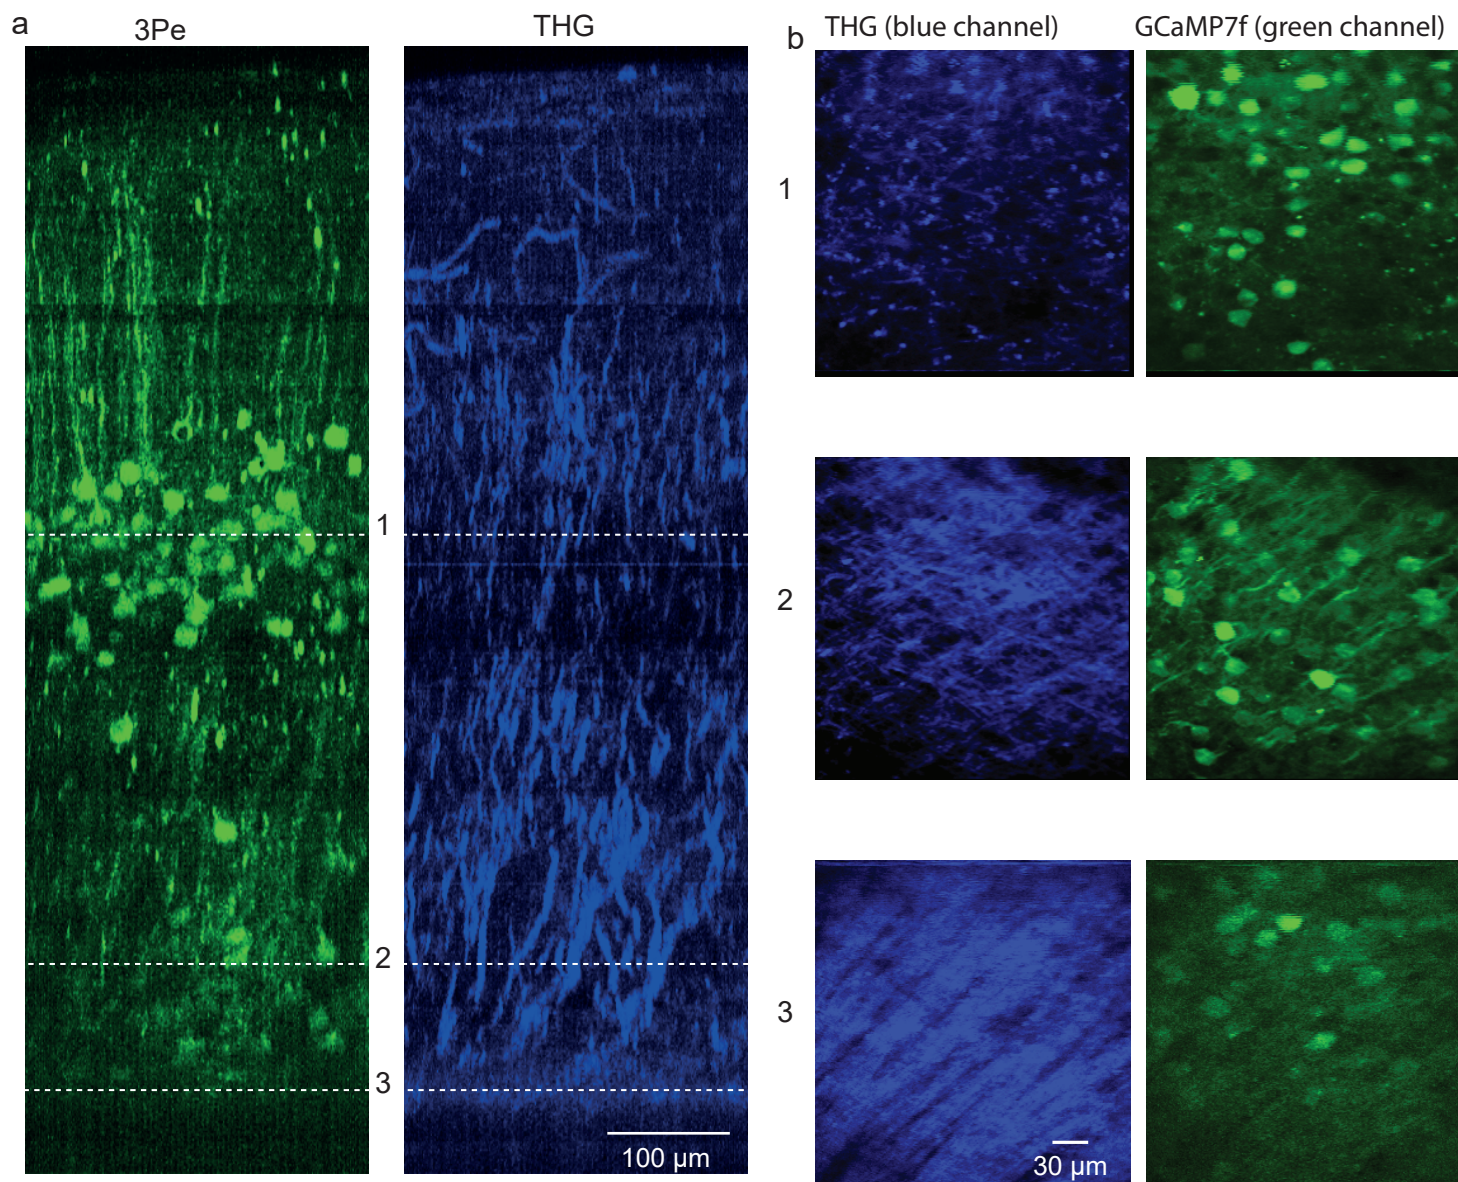 a
3Pe
THG
1
2
3
100 µm
b
THG (blue channel)
GCaMP7f (green channel)
1
2
3
30 µm